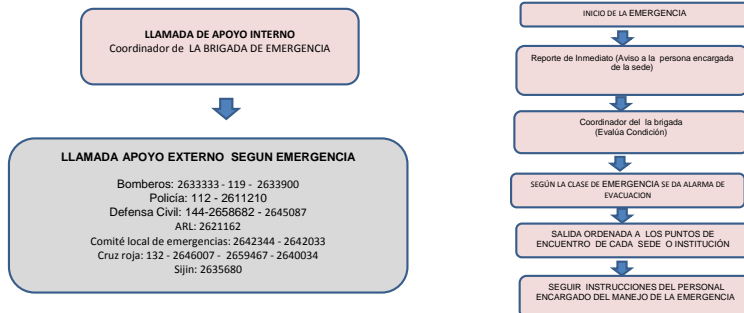 LLAMADA DE APOYO INTERNO
Coordinador de LA BRIGADA DE EMERGENCIA
LLAMADA APOYO EXTERNO SEGUN EMERGENCIA
Bomberos: 2633333 - 119 - 2633900
Policía: 112 - 2611210
Defensa Civil: 144-2658682 - 2645087
ARL: 2621162
Comité local de emergencias: 2642344 - 2642033
Cruz roja: 132 - 2646007 - 2659467 - 2640034
Sijin: 2635680
INICIO DE LA EMERGENCIA
Reporte de Inmediato (Aviso a la persona encargada
de la sede)
Coordinador del la brigada
(Evalúa Condición)
SEGÚN LA CLASE DE EMERGENCIA SE DA ALARMA DE
EVACUACION
SALIDA ORDENADA A LOS PUNTOS DE
ENCUENTRO DE CADA SEDE O INSTITUCIÓN
SEGUIR INSTRUCCIONES DEL PERSONAL
ENCARGADO DEL MANEJO DE LA EMERGENCIA